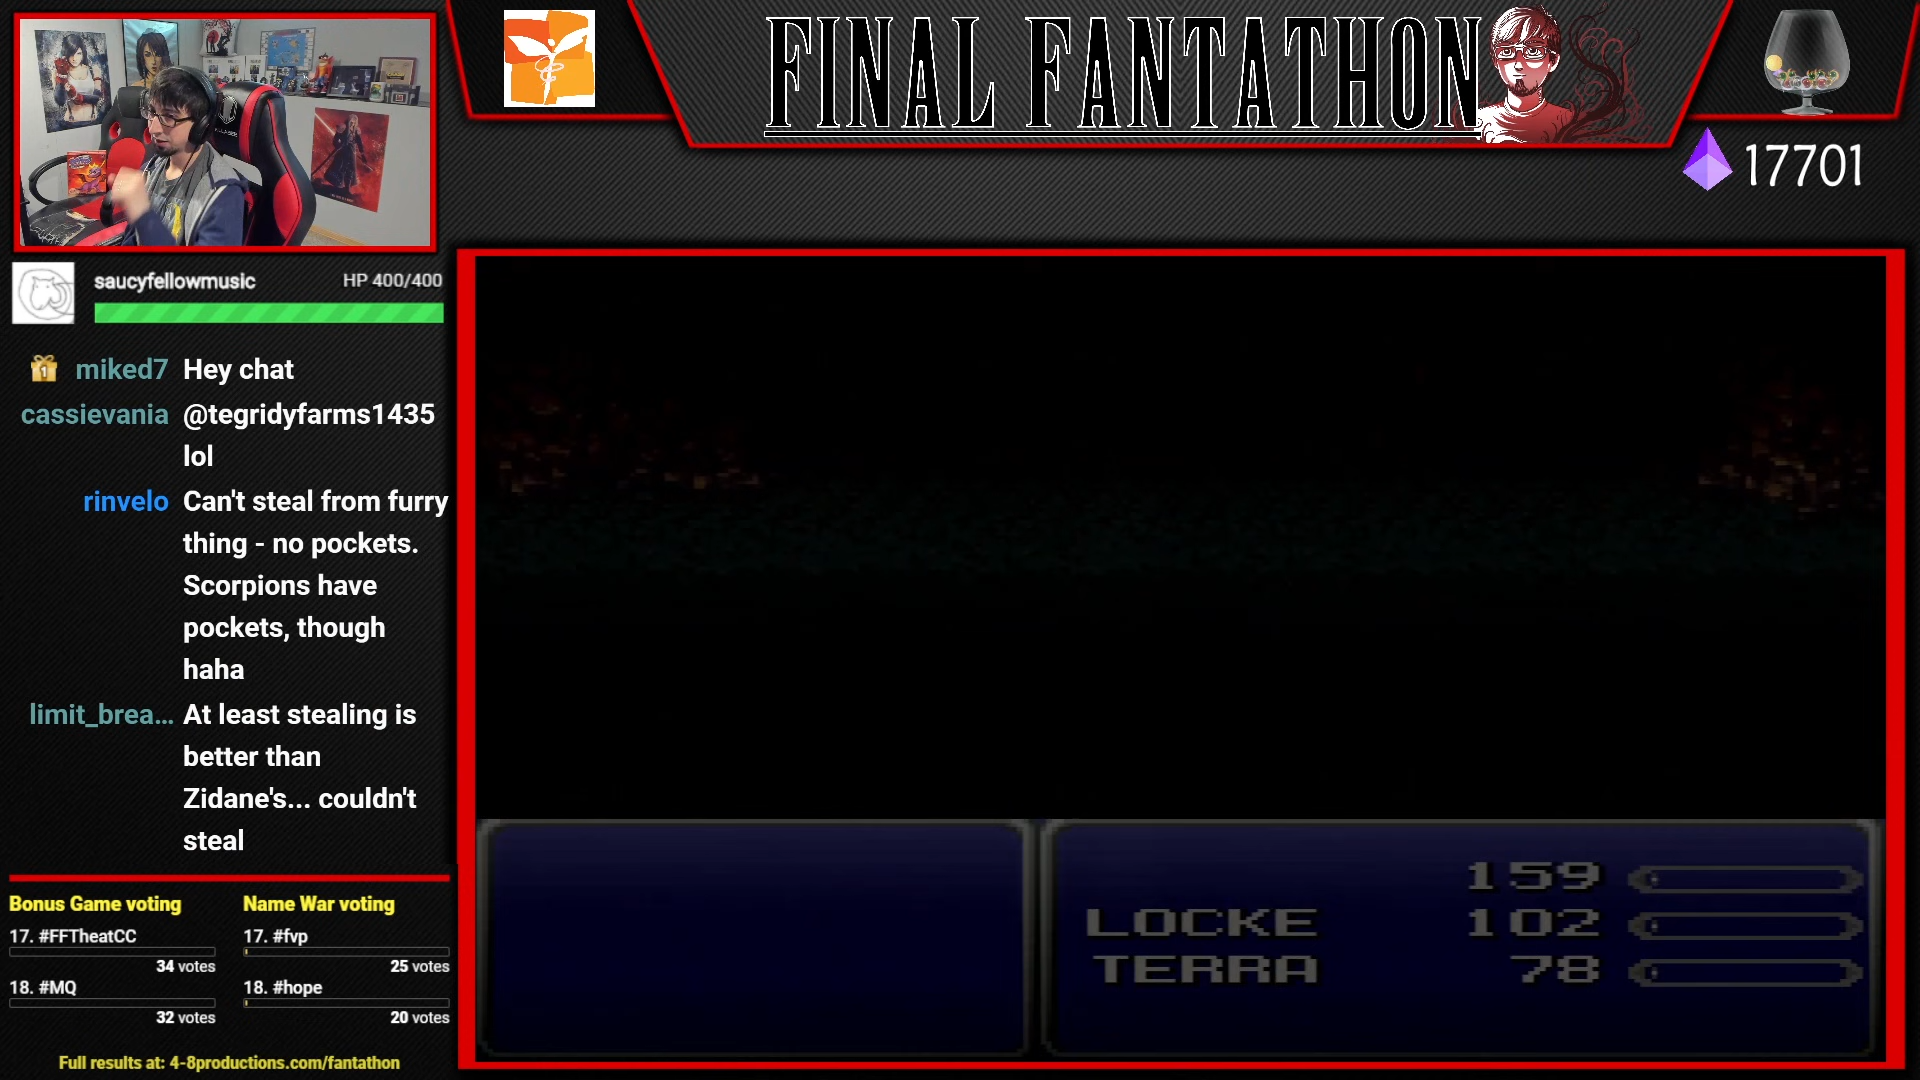 FINAL FANTATHON
17701
saucyfellowmusic HP 400/400
miked7 Hey chat
cassievania @tegridyfarms1435
lol
rinvelo Can't steal from furry
thing - no pockets.
Scorpions have
pockets, though
haha
limit_brea... At least stealing is
better than
Zidane's... couldn't
steal
Bonus Game voting
17. #FFTheatCC
34 votes
18. #MQ
32 votes
Name War voting
17. #fvp
25 votes
18. #hope
20 votes
Full results at: 4-8productions.com/fantathon
159
LOCKE 102
TERRA 78